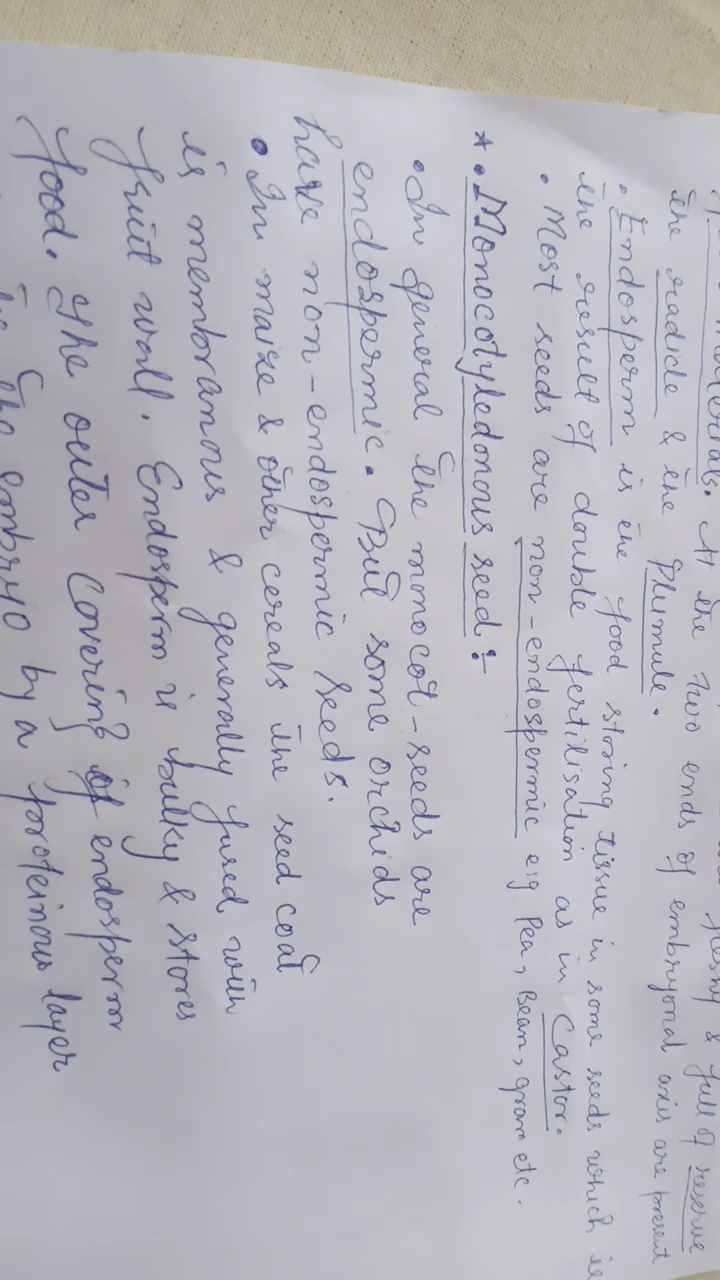 fleshy & full of reserve
materials. At the two ends of embryonal axis are present
the radicle & the Plumule.
• Endosperm is the food storing tissue in some seeds which is
the result of double fertilisation as in Castor.
• Most seeds are non-endospermic e.g Pea, Bean, gram etc.
* • Monocotyledonous seed:-
• In general the monocot-seeds are
endospermic. But some orchids
have non-endospermic seeds.
• In maize & other cereals the seed coat
is membranous & generally fused with
fruit wall. Endosperm is bulky & stores
food. The outer covering of endosperm
the embryo by a proteinous layer